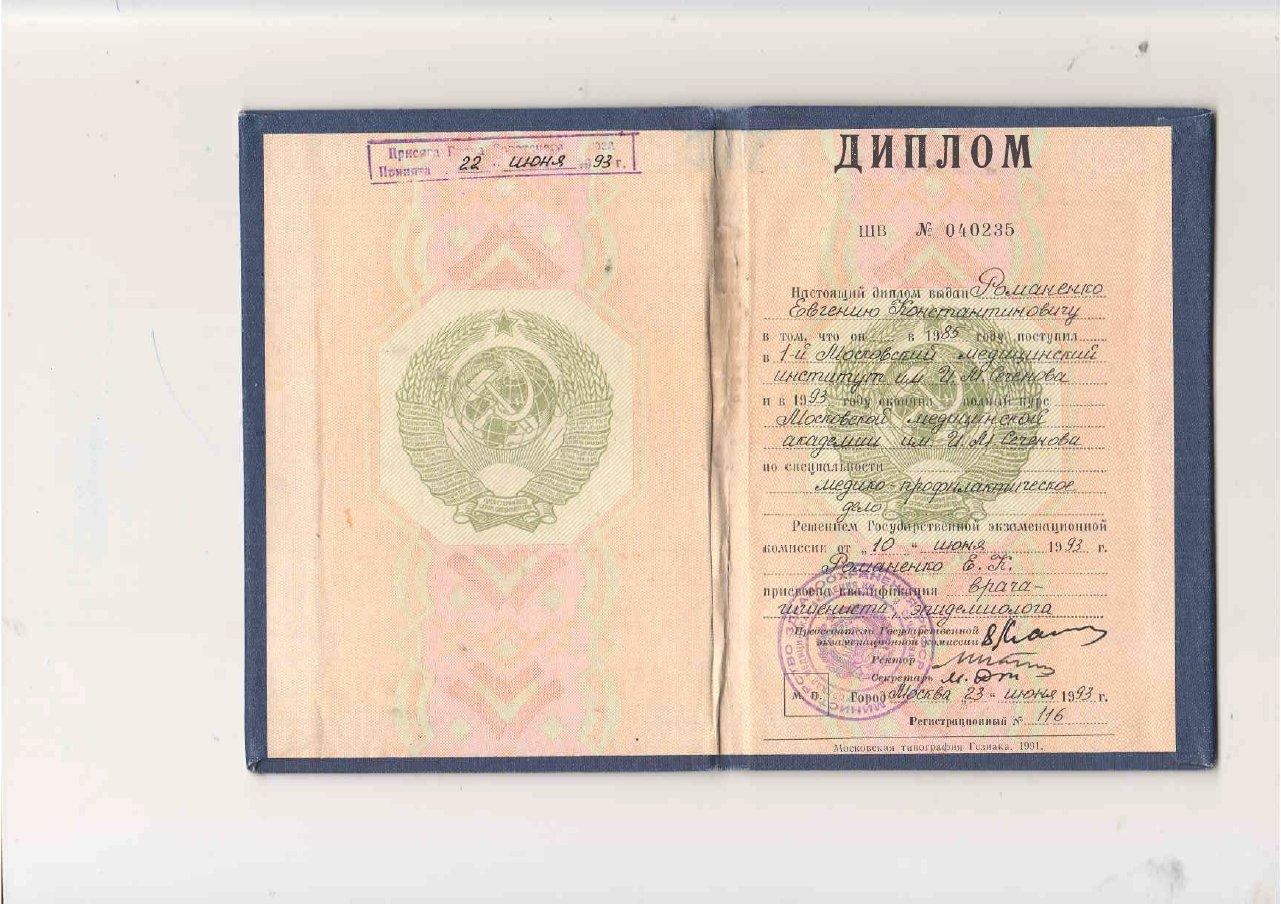 Присяга
Принята 22 июня 1993 г.
ДИПЛОМ
ШВ № 040235
Настоящий диплом выдан Романенко
Евгению Константиновичу
в том, что он в 1985 году поступил
в 1-й Московский медицинский
институт им. И.М. Сеченова
и в 1993 году окончил полный курс
Московской медицинской
академии им. И.М. Сеченова
по специальности
медико-профилактическое
дело
Решением Государственной экзаменационной
комиссии от „10 " июня 1993 г.
Романенко Е. К.
присвоена квалификация врача-
гигиениста, эпидемиолога
Председатель Государственной
экзаменационной комиссии
Ректор
Секретарь
М. П. Город Москва 23 " июня 1993 г.
Регистрационный № 116
Московская типография Гознака. 1991.